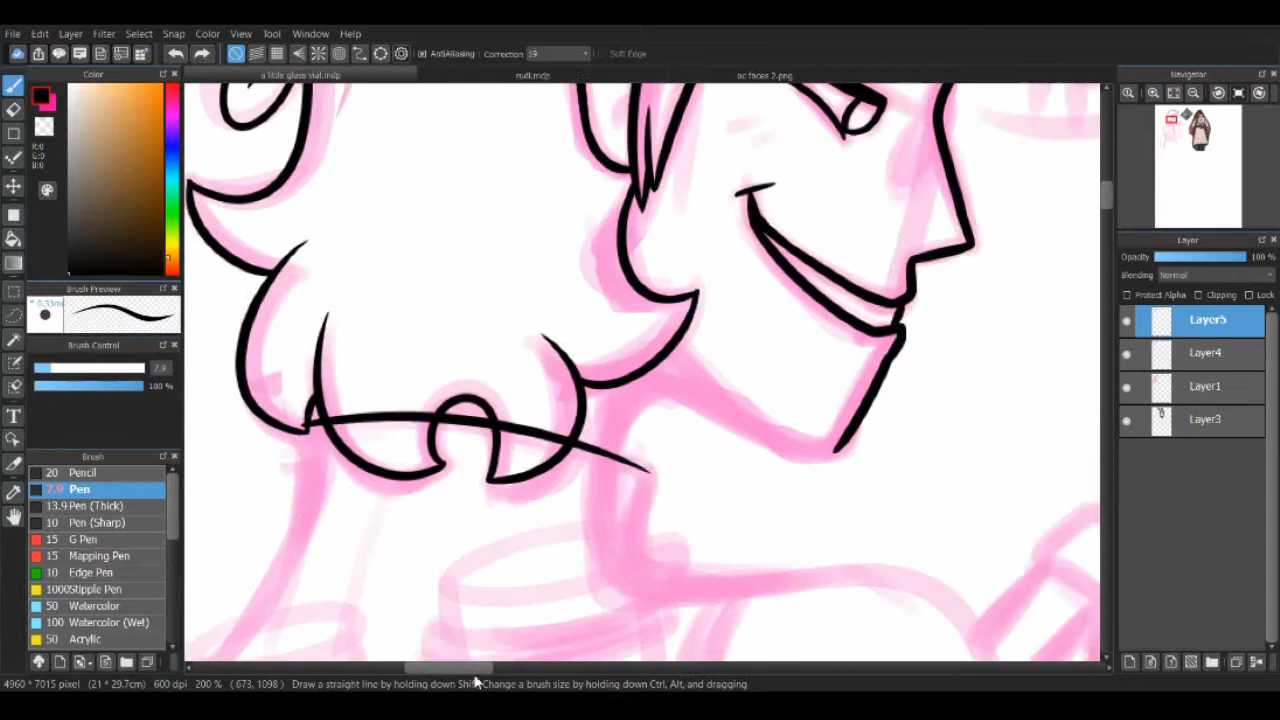 File Edit Layer Filter Select Snap Color View Tool Window Help
AntiAliasing Correction 19 Soft Edge
Color
a little glass vial.mdp rudi.mdp oc faces 2.png
Navigator
R:0
G:0
B:0
Brush Preview
0.33m
Brush Control
7.9
100 %
Brush
20 Pencil
7.9 Pen
13.9 Pen (Thick)
10 Pen (Sharp)
15 G Pen
15 Mapping Pen
10 Edge Pen
1000 Stipple Pen
50 Watercolor
100 Watercolor (Wet)
50 Acrylic
Layer
Opacity 100 %
Blending Normal
Protect Alpha Clipping Lock
Layer5
Layer4
Layer1
Layer3
4960 * 7015 pixel (21 * 29.7cm) 600 dpi 200 % ( 673, 1098 ) Draw a straight line by holding down Shift, Change a brush size by holding down Ctrl, Alt, and dragging